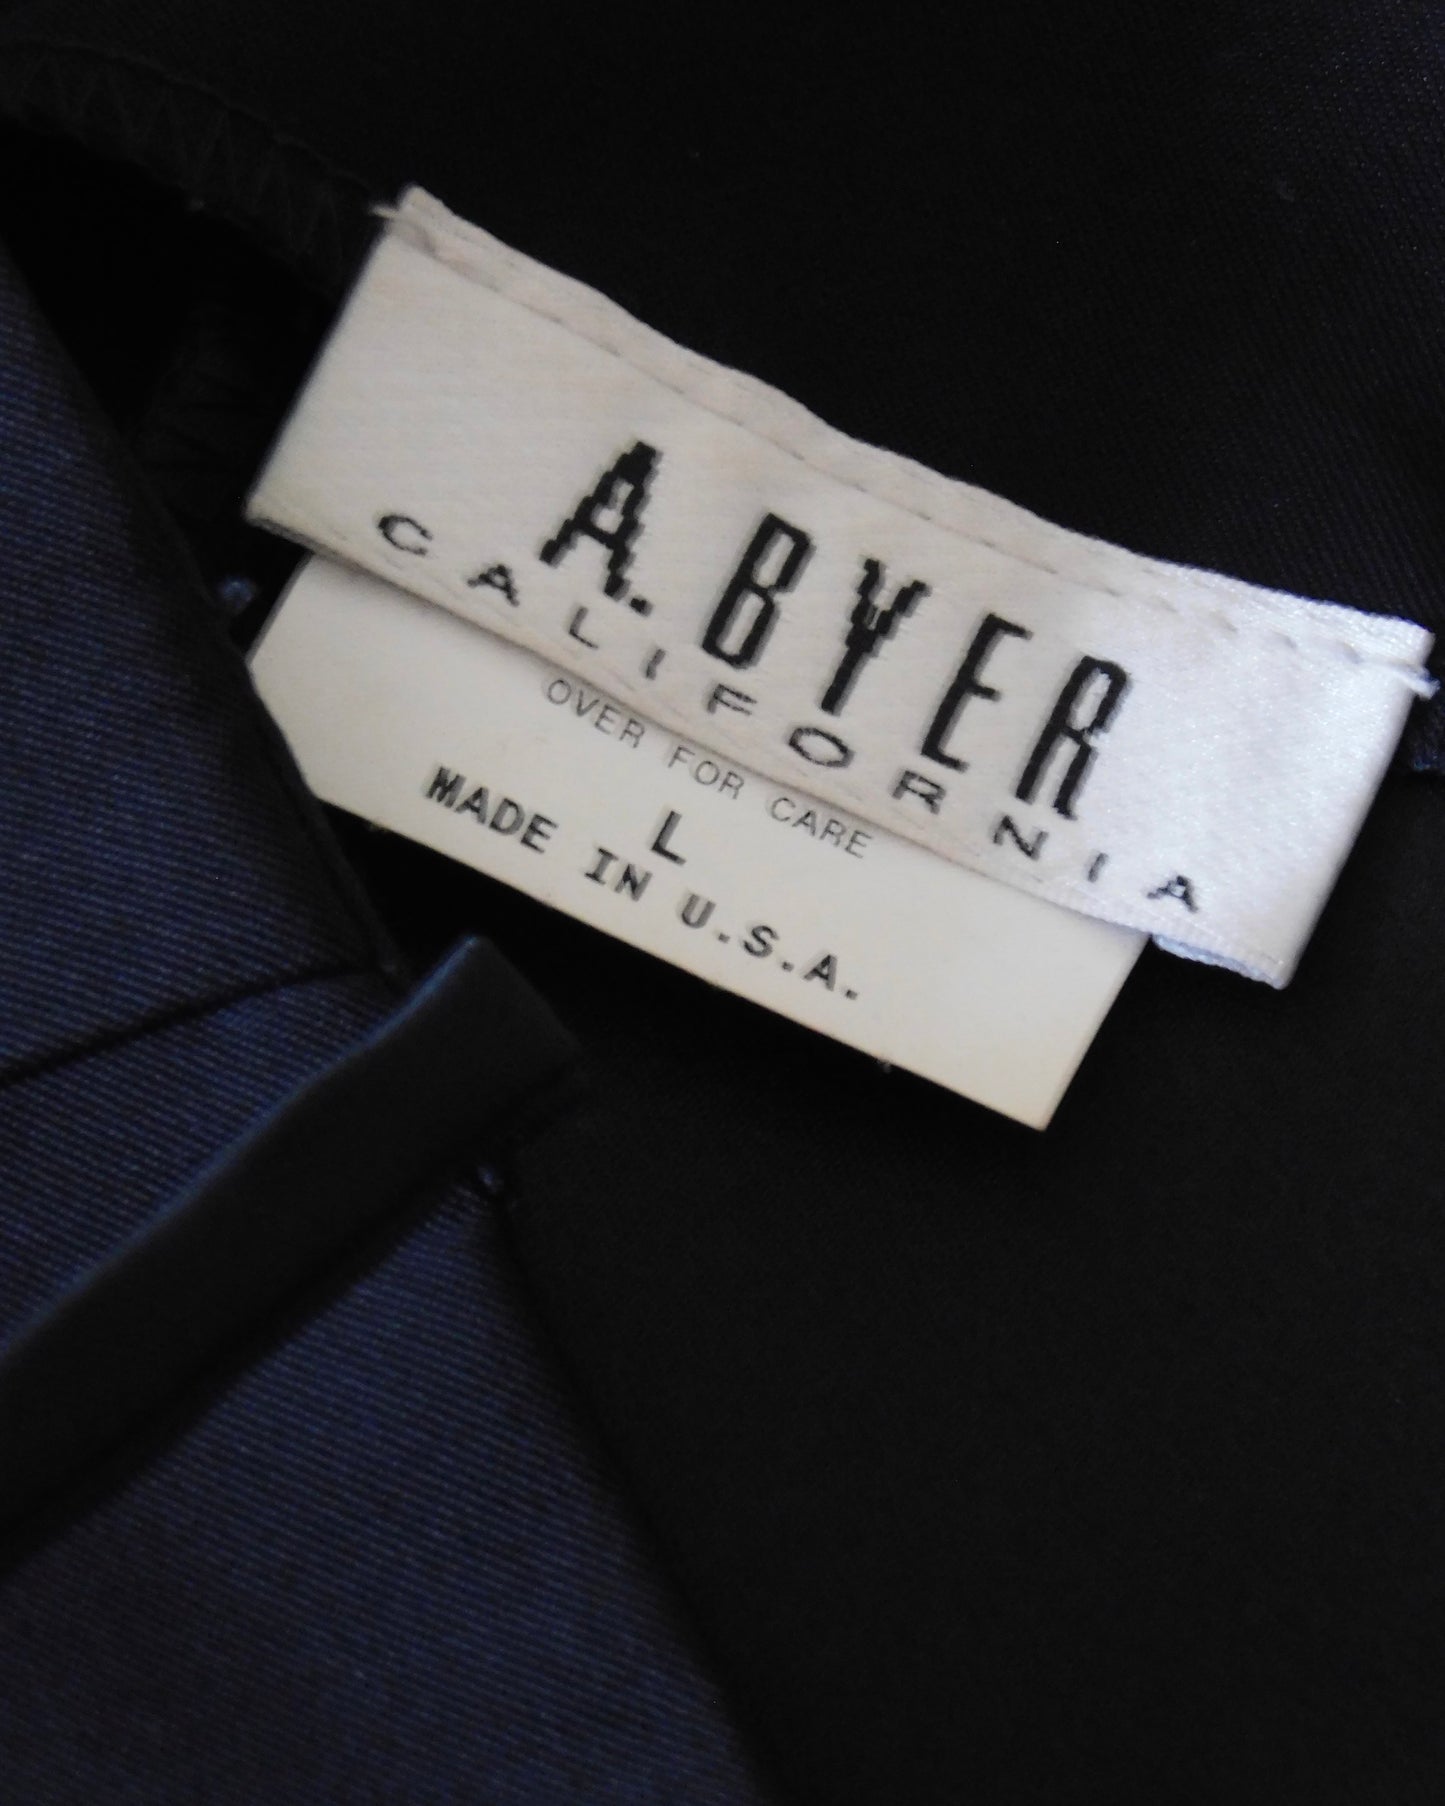 A. BYER
CALIFORNIA
OVER FOR CARE
L
MADE IN U.S.A.